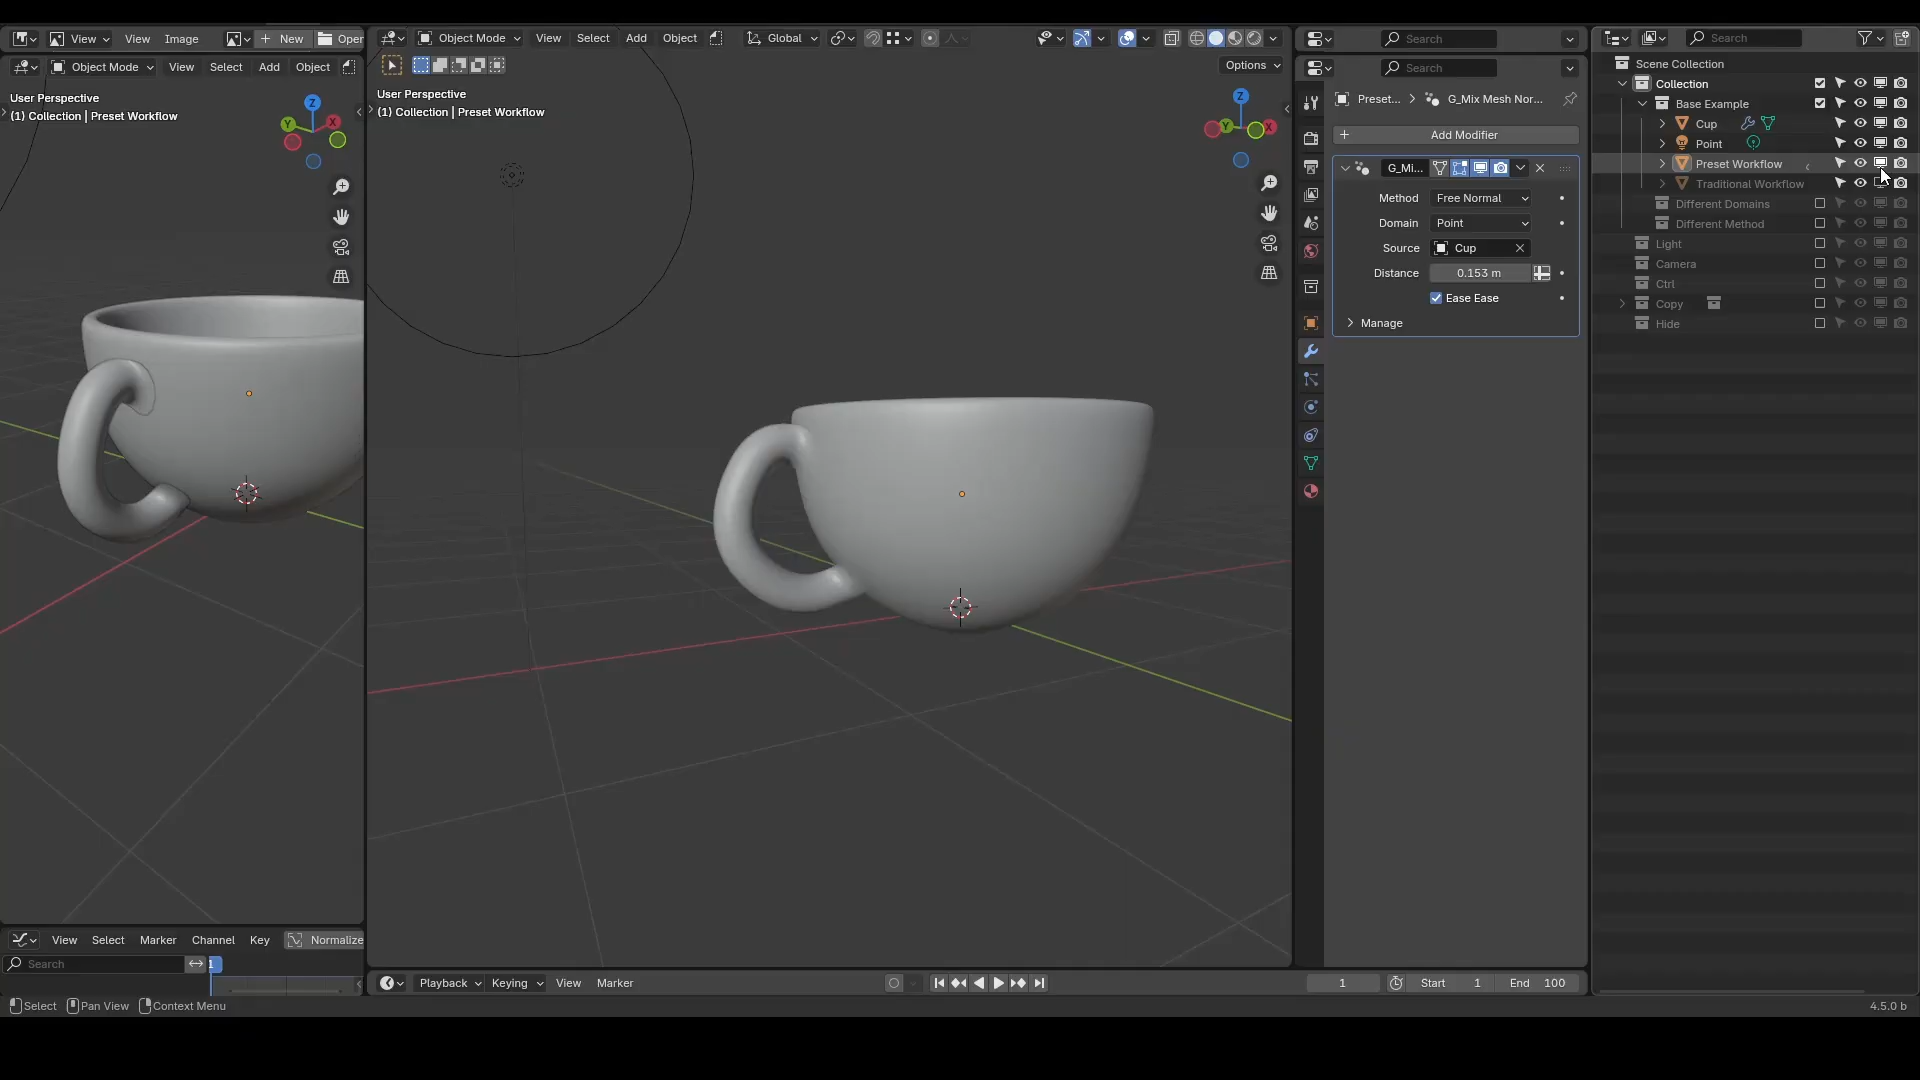 View
View
Image
New
Open
Object Mode
View
Select
Add
Object
User Perspective
(1) Collection | Preset Workflow
Z
Y
X
Object Mode
View
Select
Add
Object
Global
Options
User Perspective
(1) Collection | Preset Workflow
Z
Y
X
Search
Search
Preset...
G_Mix Mesh Nor...
Add Modifier
G_Mi...
Method
Free Normal
Domain
Point
Source
Cup
Distance
0.153 m
Ease Ease
Manage
Search
Scene Collection
Collection
Base Example
Cup
Point
Preset Workflow
Traditional Workflow
Different Domains
Different Method
Light
Camera
Ctrl
Copy
Hide
View
Select
Marker
Channel
Key
Normalize
Search
1
Playback
Keying
View
Marker
1
Start
1
End
100
Select
Pan View
Context Menu
4.5.0 b